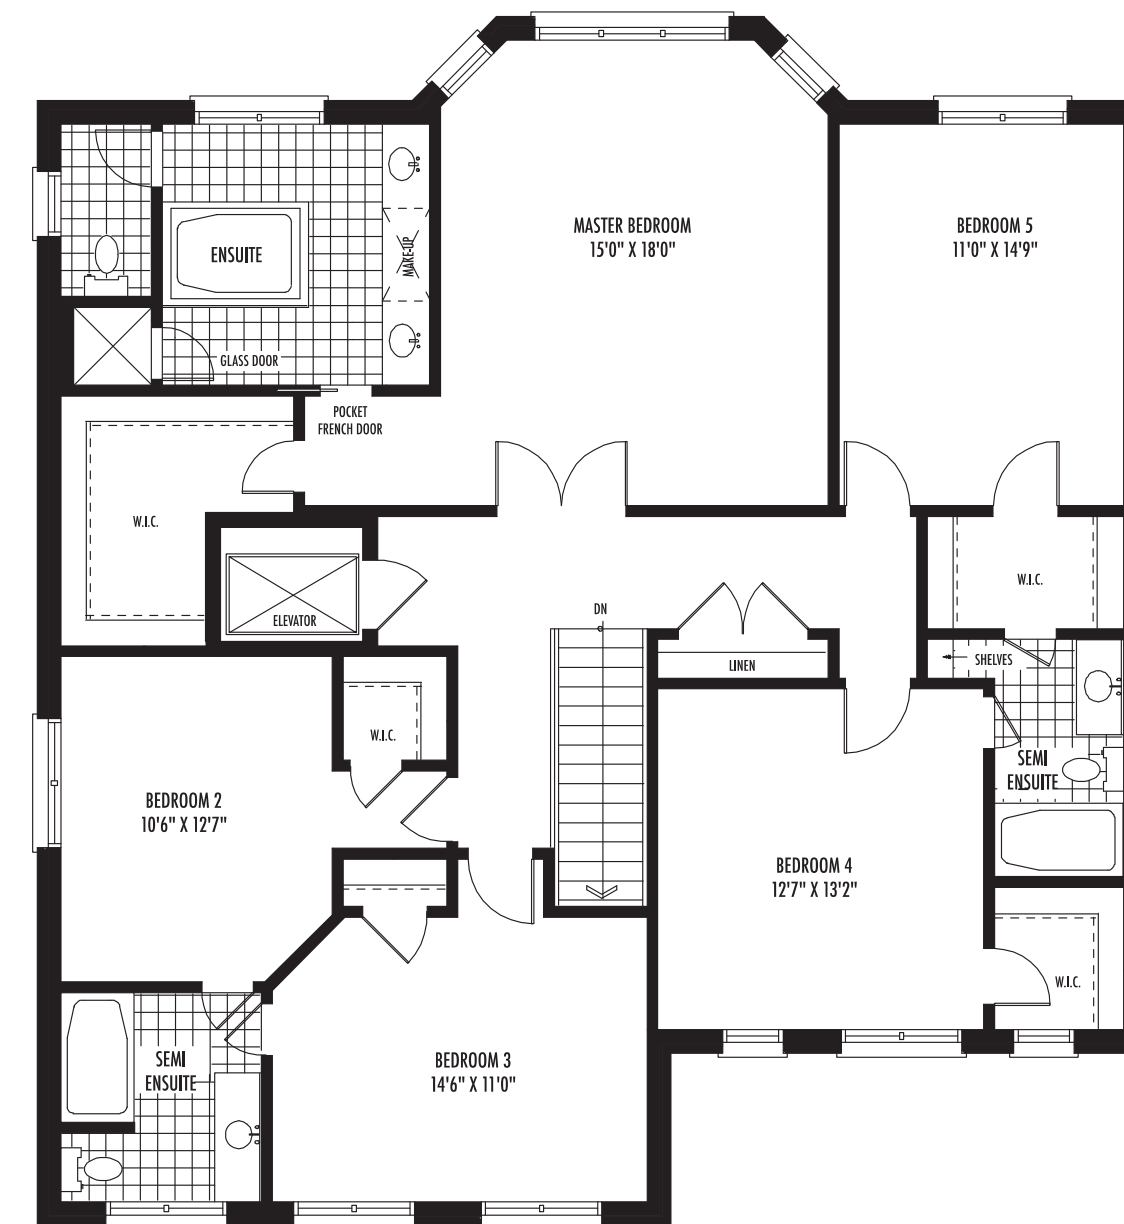 MASTER BEDROOM
15'0" X 18'0"
BEDROOM 5
11'0" X 14'9"
ENSUITE
MAKE-UP
GLASS DOOR
POCKET
FRENCH DOOR
W.I.C.
ELEVATOR
DN
W.I.C.
LINEN
SHELVES
W.I.C.
SEMI
ENSUITE
BEDROOM 2
10'6" X 12'7"
BEDROOM 4
12'7" X 13'2"
W.I.C.
SEMI
ENSUITE
BEDROOM 3
14'6" X 11'0"